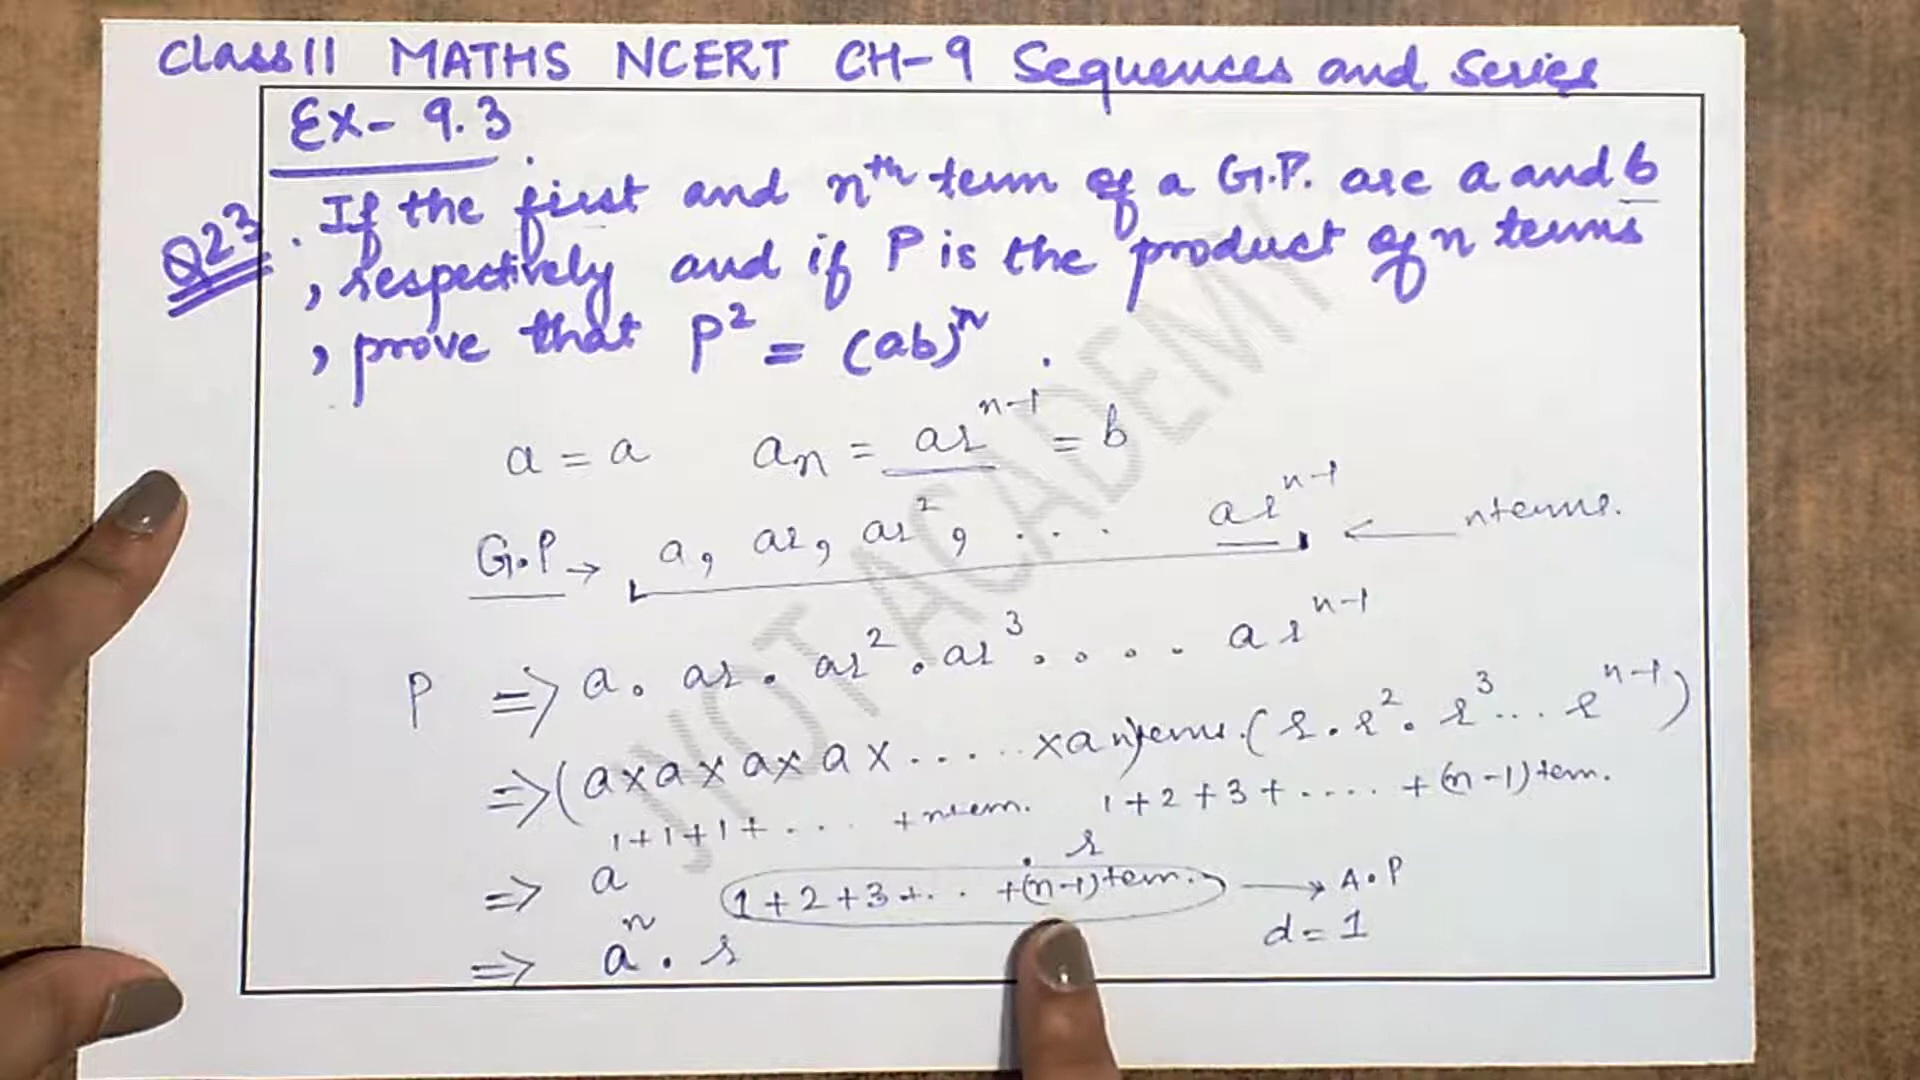 Class 11 MATHS NCERT CH-9 Sequences and Series
Ex- 9.3
Q23. If the first and nth term of a G.P. are a and b
, respectively and if P is the product of n terms
, prove that P² = (ab)ⁿ.
a = a aₙ = arⁿ⁻¹ = b
G.P → a, ar, ar², ... arⁿ⁻¹ ← n terms.
P ⇒ a. ar. ar². ar³. . . . arⁿ⁻¹
⇒ (a×a×a×a×.....×a n terms.(r.r².r³...rⁿ⁻¹)
1+1+1+... +n term. 1+2+3+.... +(n-1) term.
⇒ a . r
1+2+3+.. +(n-1) term. → A.P
⇒ aⁿ. r d=1
JYOT ACADEMY